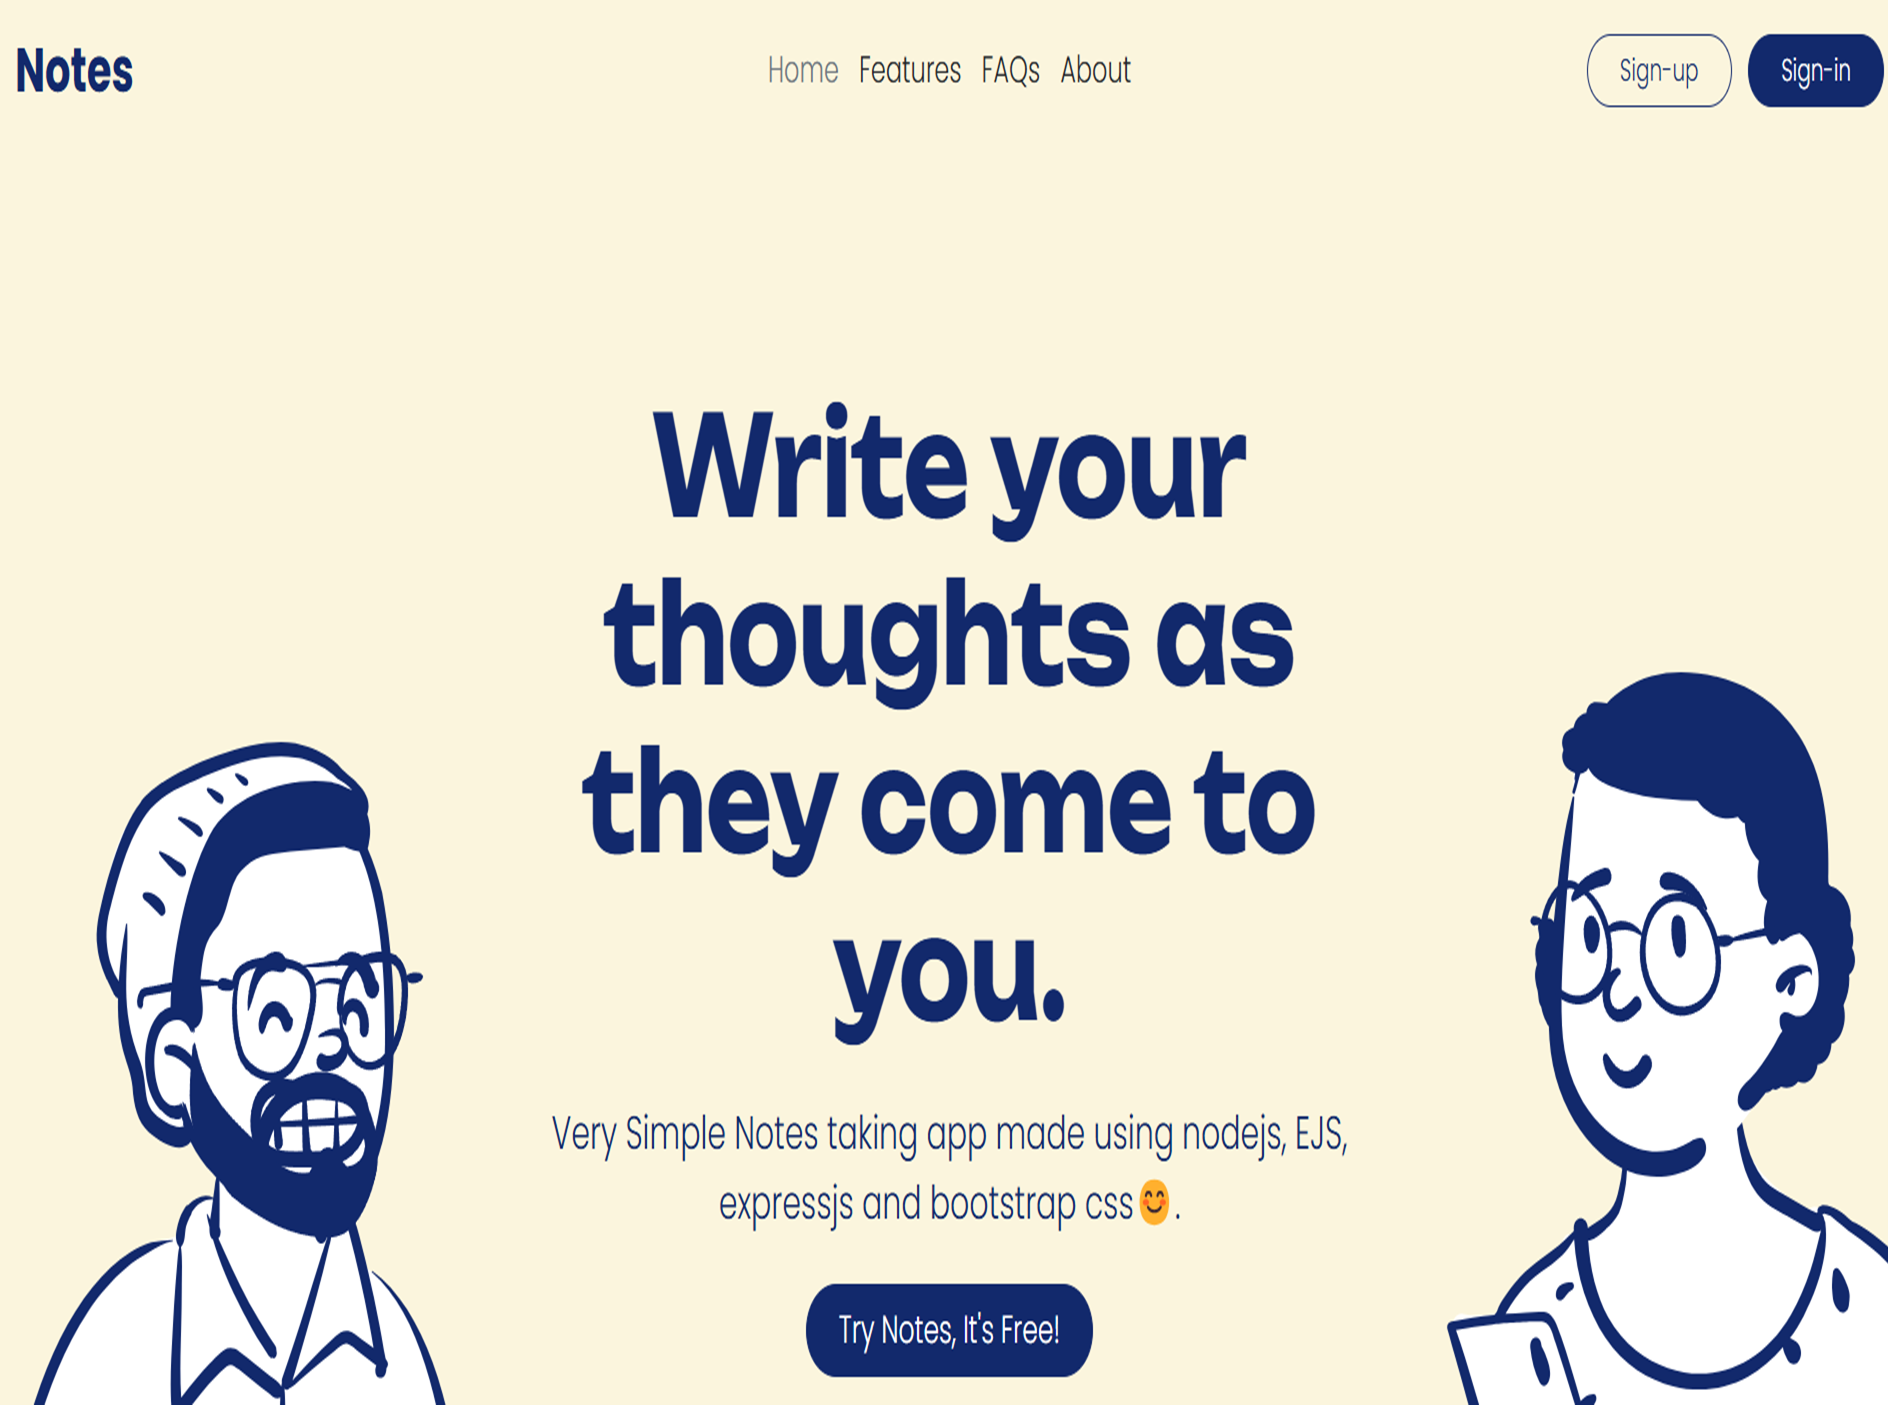 Notes
Home Features FAQs About
Sign-up
Sign-in
Write your
thoughts as
they come to
you.
Very Simple Notes taking app made using nodejs, EJS,
expressjs and bootstrap css😊.
Try Notes, It's Free!